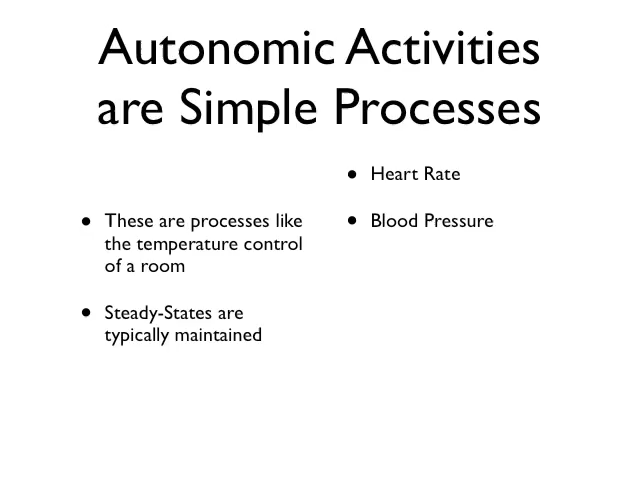 Autonomic Activities
are Simple Processes
• These are processes like
the temperature control
of a room
• Steady-States are
typically maintained
• Heart Rate
• Blood Pressure